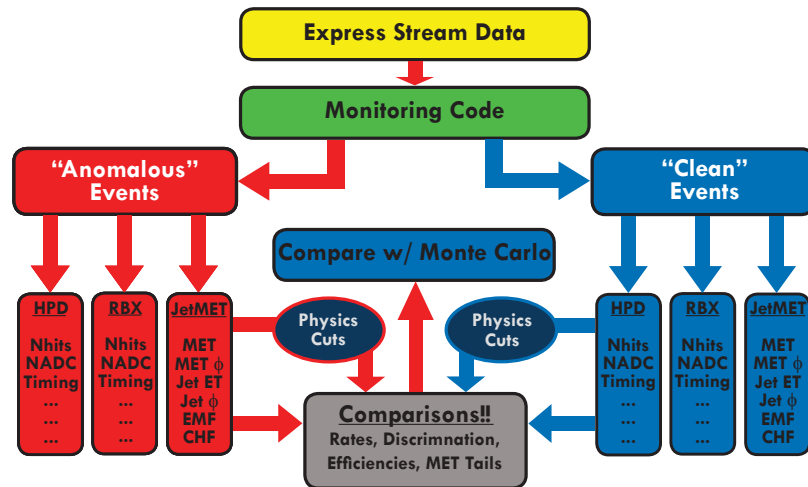 Express Stream Data
Monitoring Code
“Anomalous”
Events
“Clean”
Events
Compare w/ Monte Carlo
HPD
Nhits
NADC
Timing
...
...
...
RBX
Nhits
NADC
Timing
...
...
...
JetMET
MET
MET ϕ
Jet ET
Jet ϕ
EMF
CHF
Physics
Cuts
Physics
Cuts
HPD
Nhits
NADC
Timing
...
...
...
RBX
Nhits
NADC
Timing
...
...
...
JetMET
MET
MET ϕ
Jet ET
Jet ϕ
EMF
CHF
Comparisons!!
Rates, Discrimnation,
Efficiencies, MET Tails